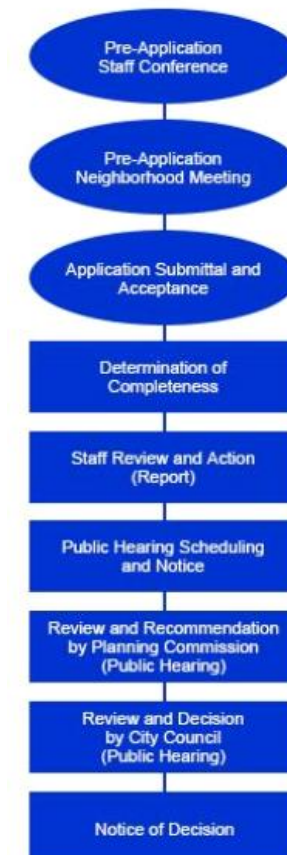 Pre-Application
Staff Conference
Pre-Application
Neighborhood Meeting
Application Submittal and
Acceptance
Determination of
Completeness
Staff Review and Action
(Report)
Public Hearing Scheduling
and Notice
Review and Recommendation
by Planning Commission
(Public Hearing)
Review and Decision
by City Council
(Public Hearing)
Notice of Decision